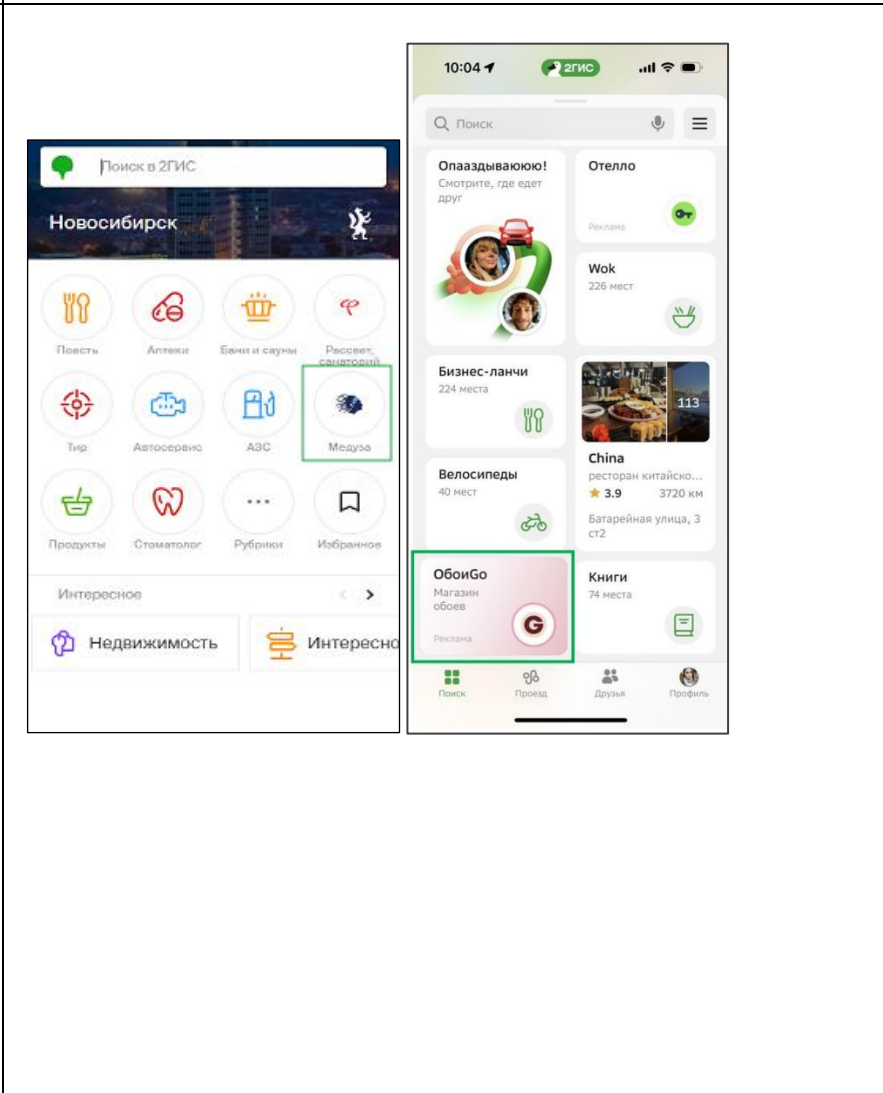 Поиск в 2ГИС
Новосибирск
Поесть
Аптеки
Бани и сауны
Рассвет,
санаторий
Тир
Автосервис
АЗС
Медуза
Продукты
Стоматолог
Рубрики
Избранное
Интересное
Недвижимость
Интересно
10:04
2ГИС
Поиск
Опааздываюю!
Смотрите, где едет
друг
Отелло
Реклама
Wok
226 мест
Бизнес-ланчи
224 места
113
China
ресторан китайско...
3.9 3720 км
Батарейная улица, 3
ст2
Велосипеды
40 мест
ОбоиGo
Магазин
обоев
Реклама
G
Книги
74 места
Поиск
Проезд
Друзья
Профиль